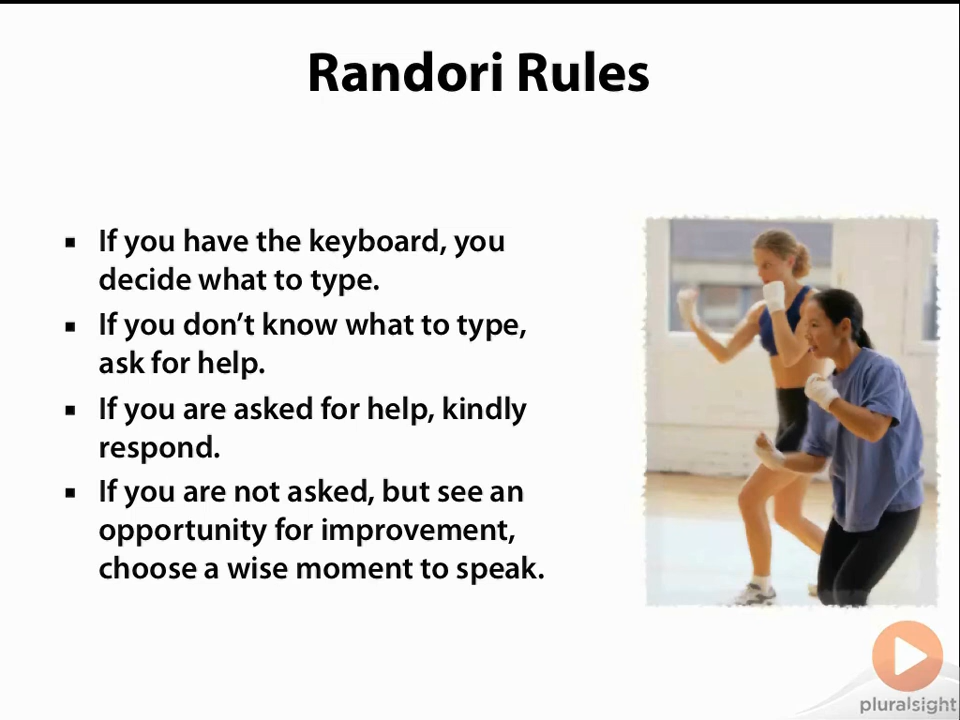 Randori Rules
If you have the keyboard, you
decide what to type.
If you don’t know what to type,
ask for help.
If you are asked for help, kindly
respond.
If you are not asked, but see an
opportunity for improvement,
choose a wise moment to speak.
pluralsight